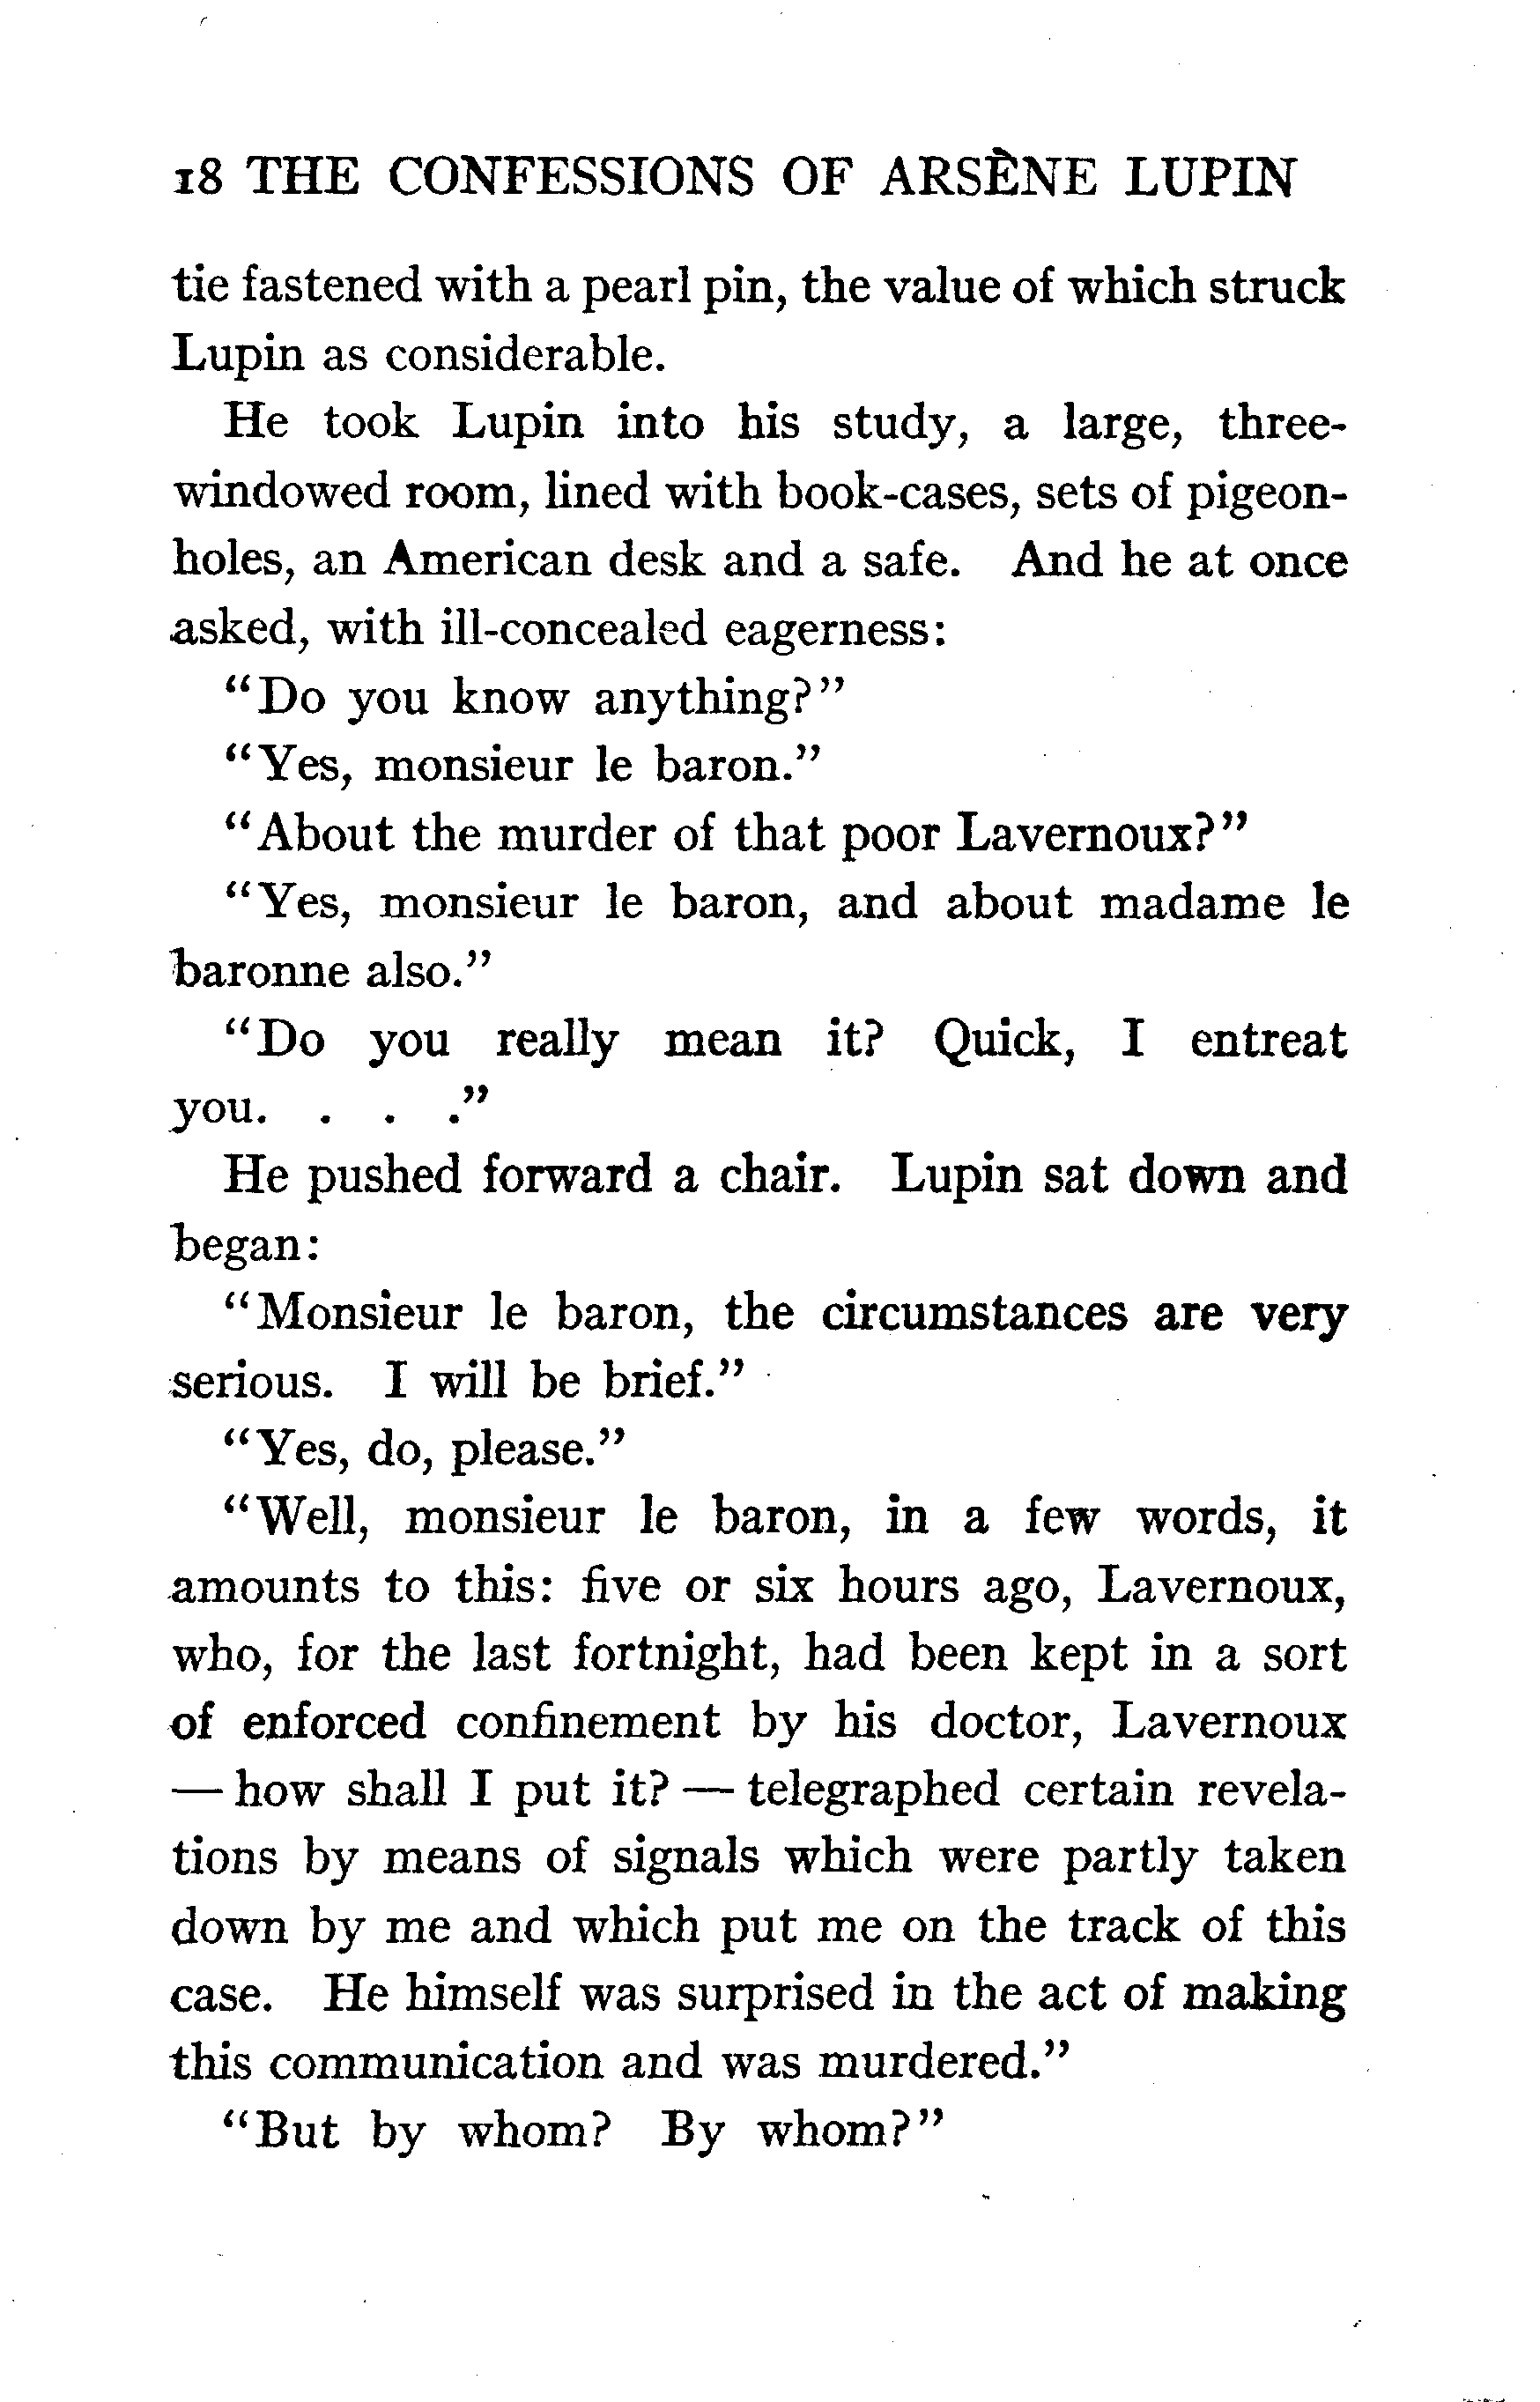 18 THE CONFESSIONS OF ARSÈNE LUPIN
tie fastened with a pearl pin, the value of which struck
Lupin as considerable.
He took Lupin into his study, a large, three-
windowed room, lined with book-cases, sets of pigeon-
holes, an American desk and a safe. And he at once
asked, with ill-concealed eagerness:
"Do you know anything?"
"Yes, monsieur le baron."
"About the murder of that poor Lavernoux?"
"Yes, monsieur le baron, and about madame le
baronne also."
"Do you really mean it? Quick, I entreat
you. . . ."
He pushed forward a chair. Lupin sat down and
began:
"Monsieur le baron, the circumstances are very
serious. I will be brief."
"Yes, do, please."
"Well, monsieur le baron, in a few words, it
amounts to this: five or six hours ago, Lavernoux,
who, for the last fortnight, had been kept in a sort
of enforced confinement by his doctor, Lavernoux
— how shall I put it? — telegraphed certain revela-
tions by means of signals which were partly taken
down by me and which put me on the track of this
case. He himself was surprised in the act of making
this communication and was murdered."
"But by whom? By whom?"